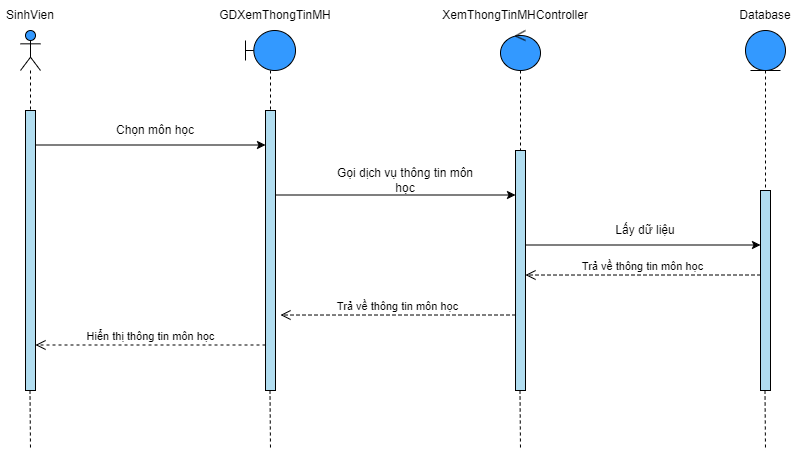 SinhVien
GDXemThongTinMH
XemThongTinMHController
Database
Chọn môn học
Gọi dịch vụ thông tin môn
học
Lấy dữ liệu
Trả về thông tin môn học
Trả về thông tin môn học
Hiển thị thông tin môn học